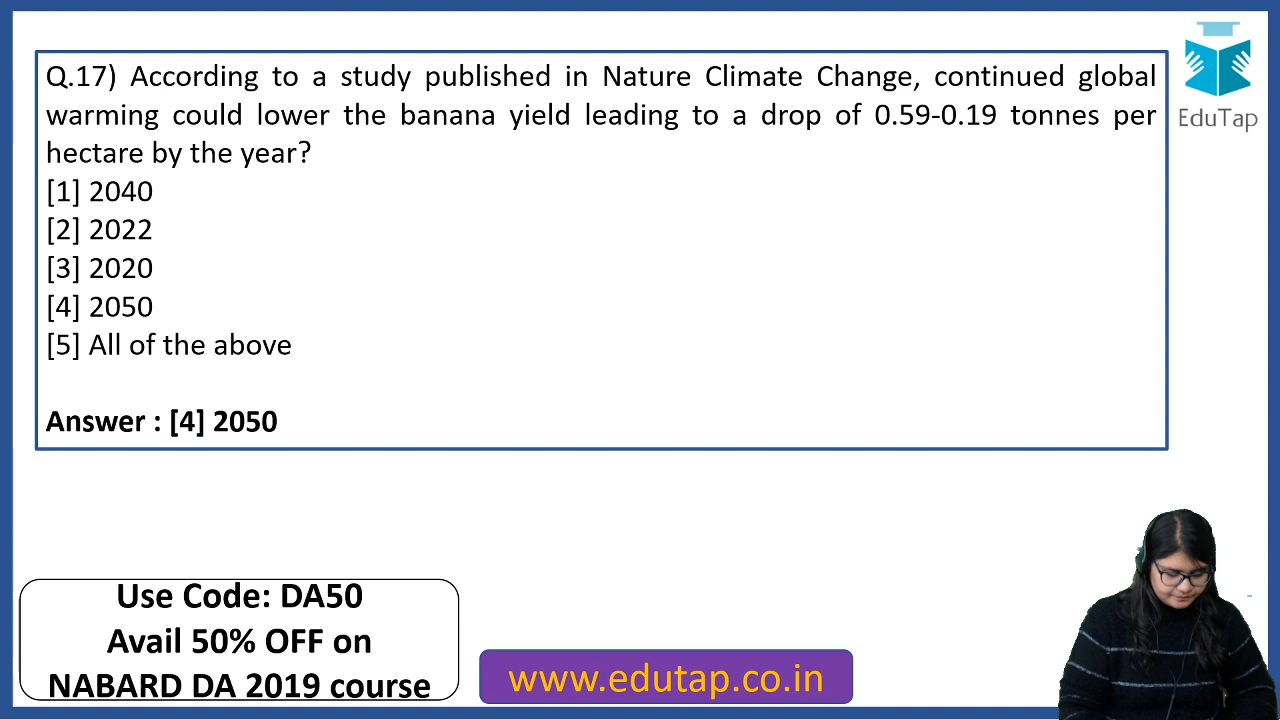 Q.17) According to a study published in Nature Climate Change, continued global
warming could lower the banana yield leading to a drop of 0.59-0.19 tonnes per
hectare by the year?
[1] 2040
[2] 2022
[3] 2020
[4] 2050
[5] All of the above
Answer : [4] 2050
EduTap
Use Code: DA50
Avail 50% OFF on
NABARD DA 2019 course
www.edutap.co.in